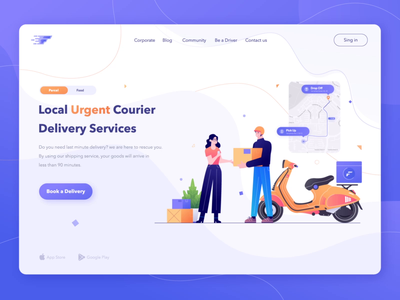 Corporate Blog Community Be a Driver Contact us Sing in
Food
Drop Off
Pick Up
Local Urgent Courier
Delivery Services
Do you need last minute delivery? we are here to rescue you
By using out shipping service, your goods will arrive in
less than 90 minutes
Book a Delivery
App Store Google Play